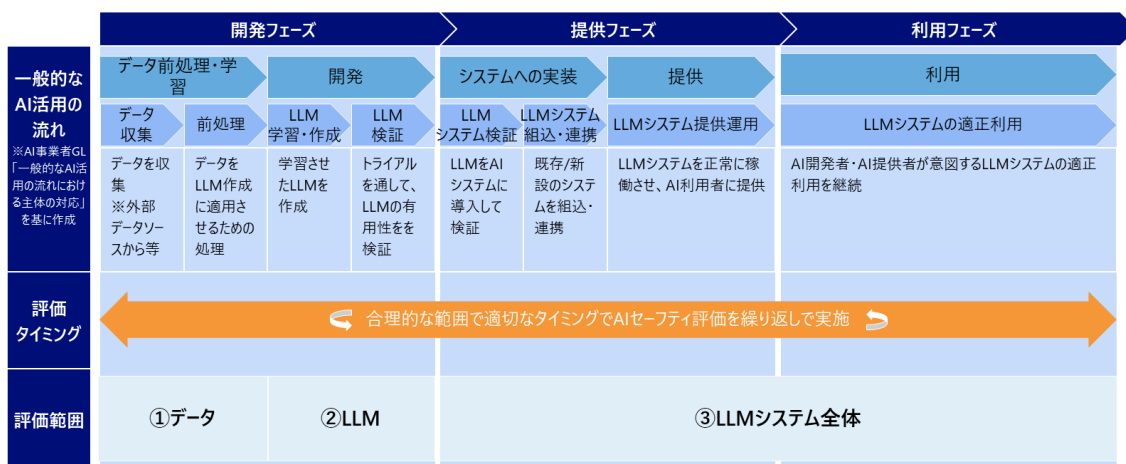 開発フェーズ
提供フェーズ
利用フェーズ
一般的な
AI活用の
流れ
※AI事業者GL
「一般的なAI活
用の流れにおけ
る主体の対応」
を基に作成
データ前処理・学
習
開発
システムへの実装
提供
利用
データ
収集
前処理
LLM
学習・作成
LLM
検証
LLM
システム検証
LLMシステム
組込・連携
LLMシステム提供運用
LLMシステムの適正利用
データを収
集
※外部
データソー
スから等
データを
LLM作成
に適用さ
せるための
処理
学習させ
たLLMを
作成
トライアル
を通して、
LLMの有
用性をを
検証
LLMをAI
システムに
導入して
検証
既存/新
設のシステ
ムを組込・
連携
LLMシステムを正常に稼
働させ、AI利用者に提供
AI開発者・AI提供者が意図するLLMシステムの適正
利用を継続
評価
タイミング
合理的な範囲で適切なタイミングでAIセーフティ評価を繰り返しで実施
評価範囲
①データ
②LLM
③LLMシステム全体